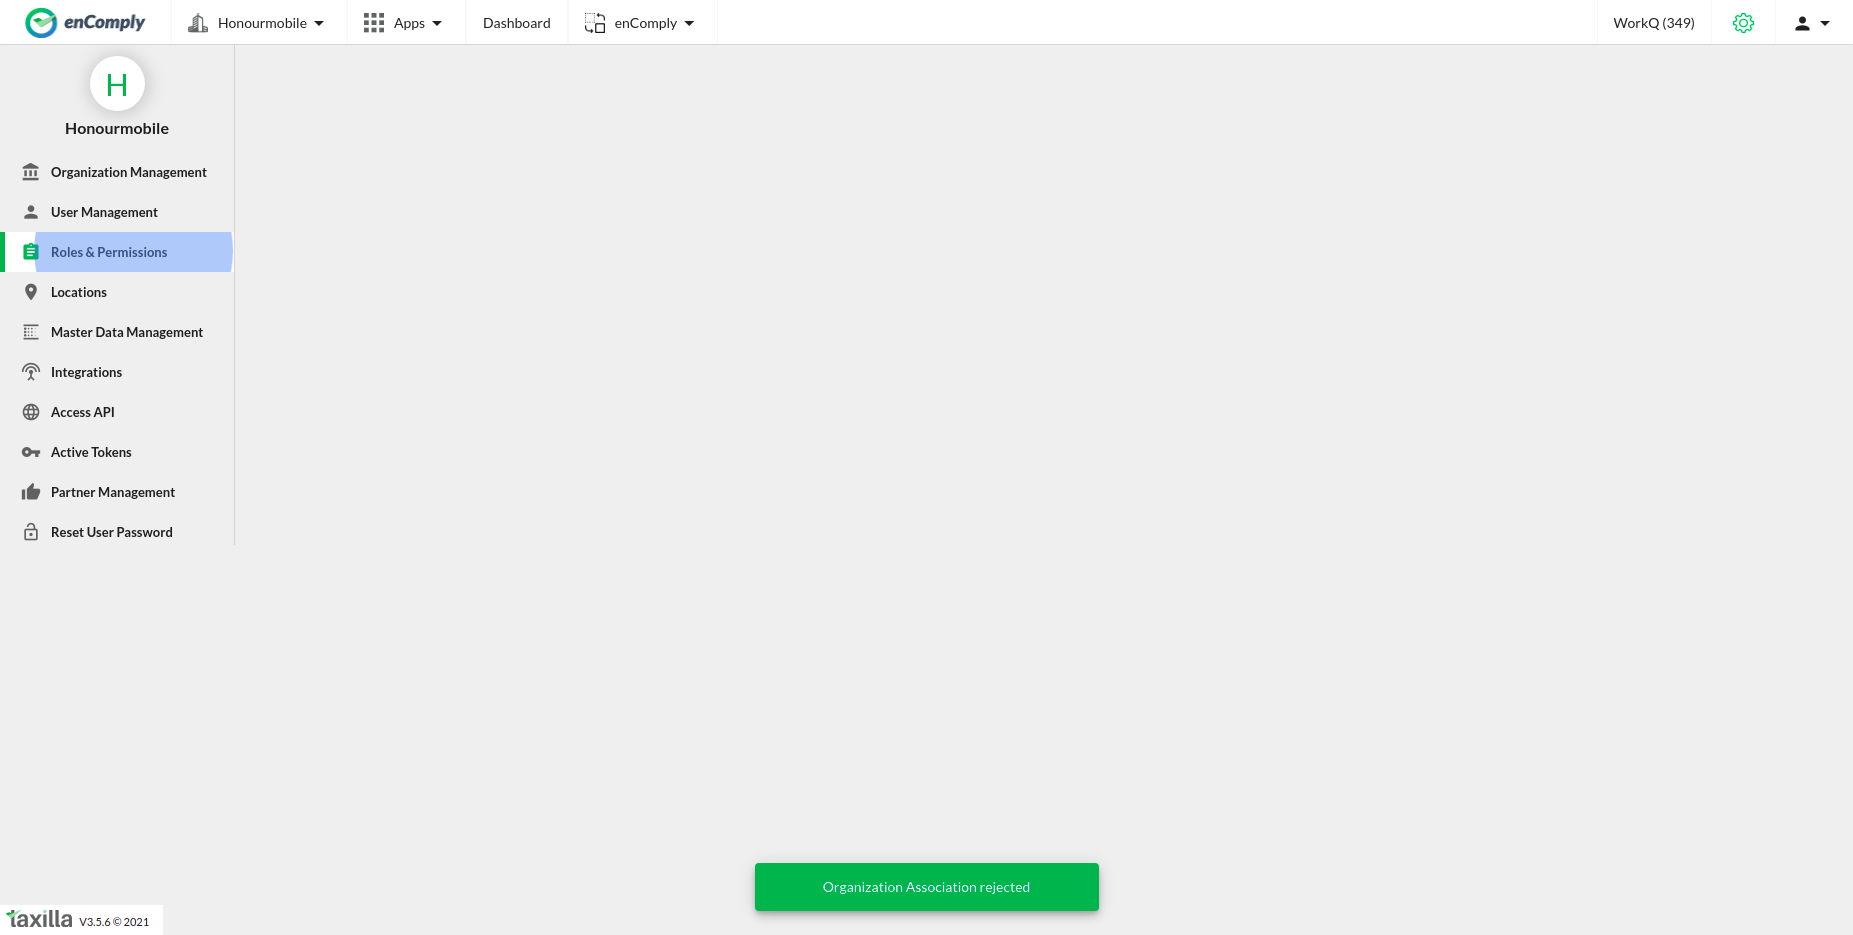 enComply
Honourmobile
Apps
Dashboard
enComply
WorkQ (349)
H
Honourmobile
Organization Management
User Management
Roles & Permissions
Locations
Master Data Management
Integrations
Access API
Active Tokens
Partner Management
Reset User Password
Organization Association rejected
taxilla V3.5.6 © 2021